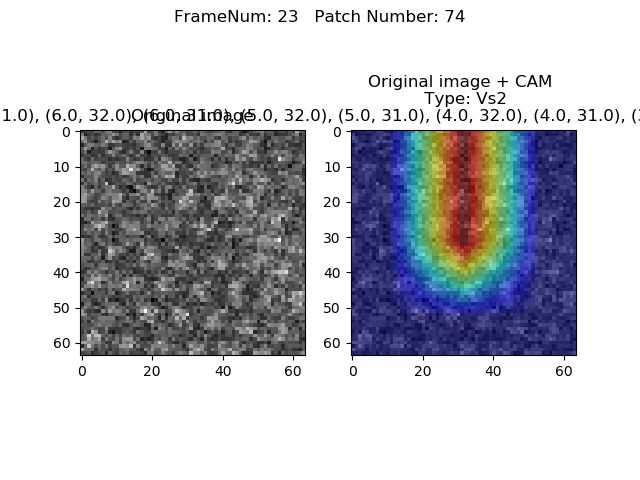 FrameNum: 23   Patch Number: 74
Original image + CAM
Type: Vs2
1.0), (6.0, 32.0), (6.0, 31.0), (5.0, 32.0), (5.0, 31.0), (4.0, 32.0), (4.0, 31.0), (3
Original image
0
10
20
30
40
50
60
0 20 40 60
0
10
20
30
40
50
60
0 20 40 60